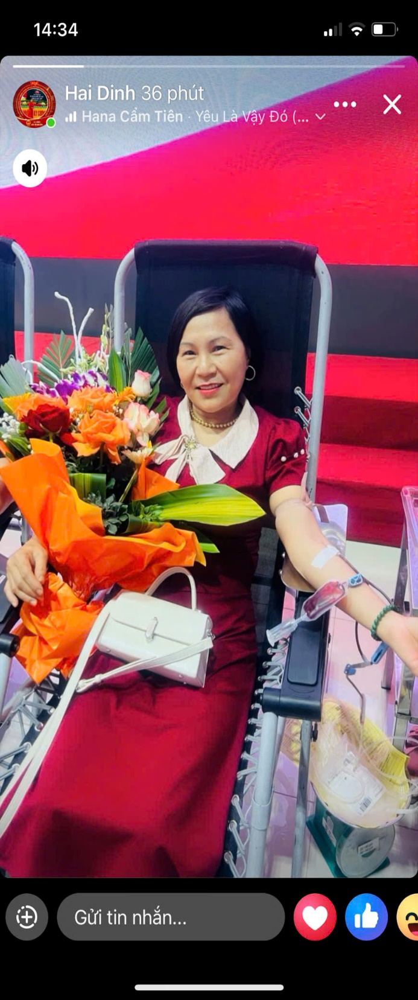 14:34
Hai Dinh 36 phút
Hana Cẩm Tiên · Yêu Là Vậy Đó (...
Gửi tin nhắn...